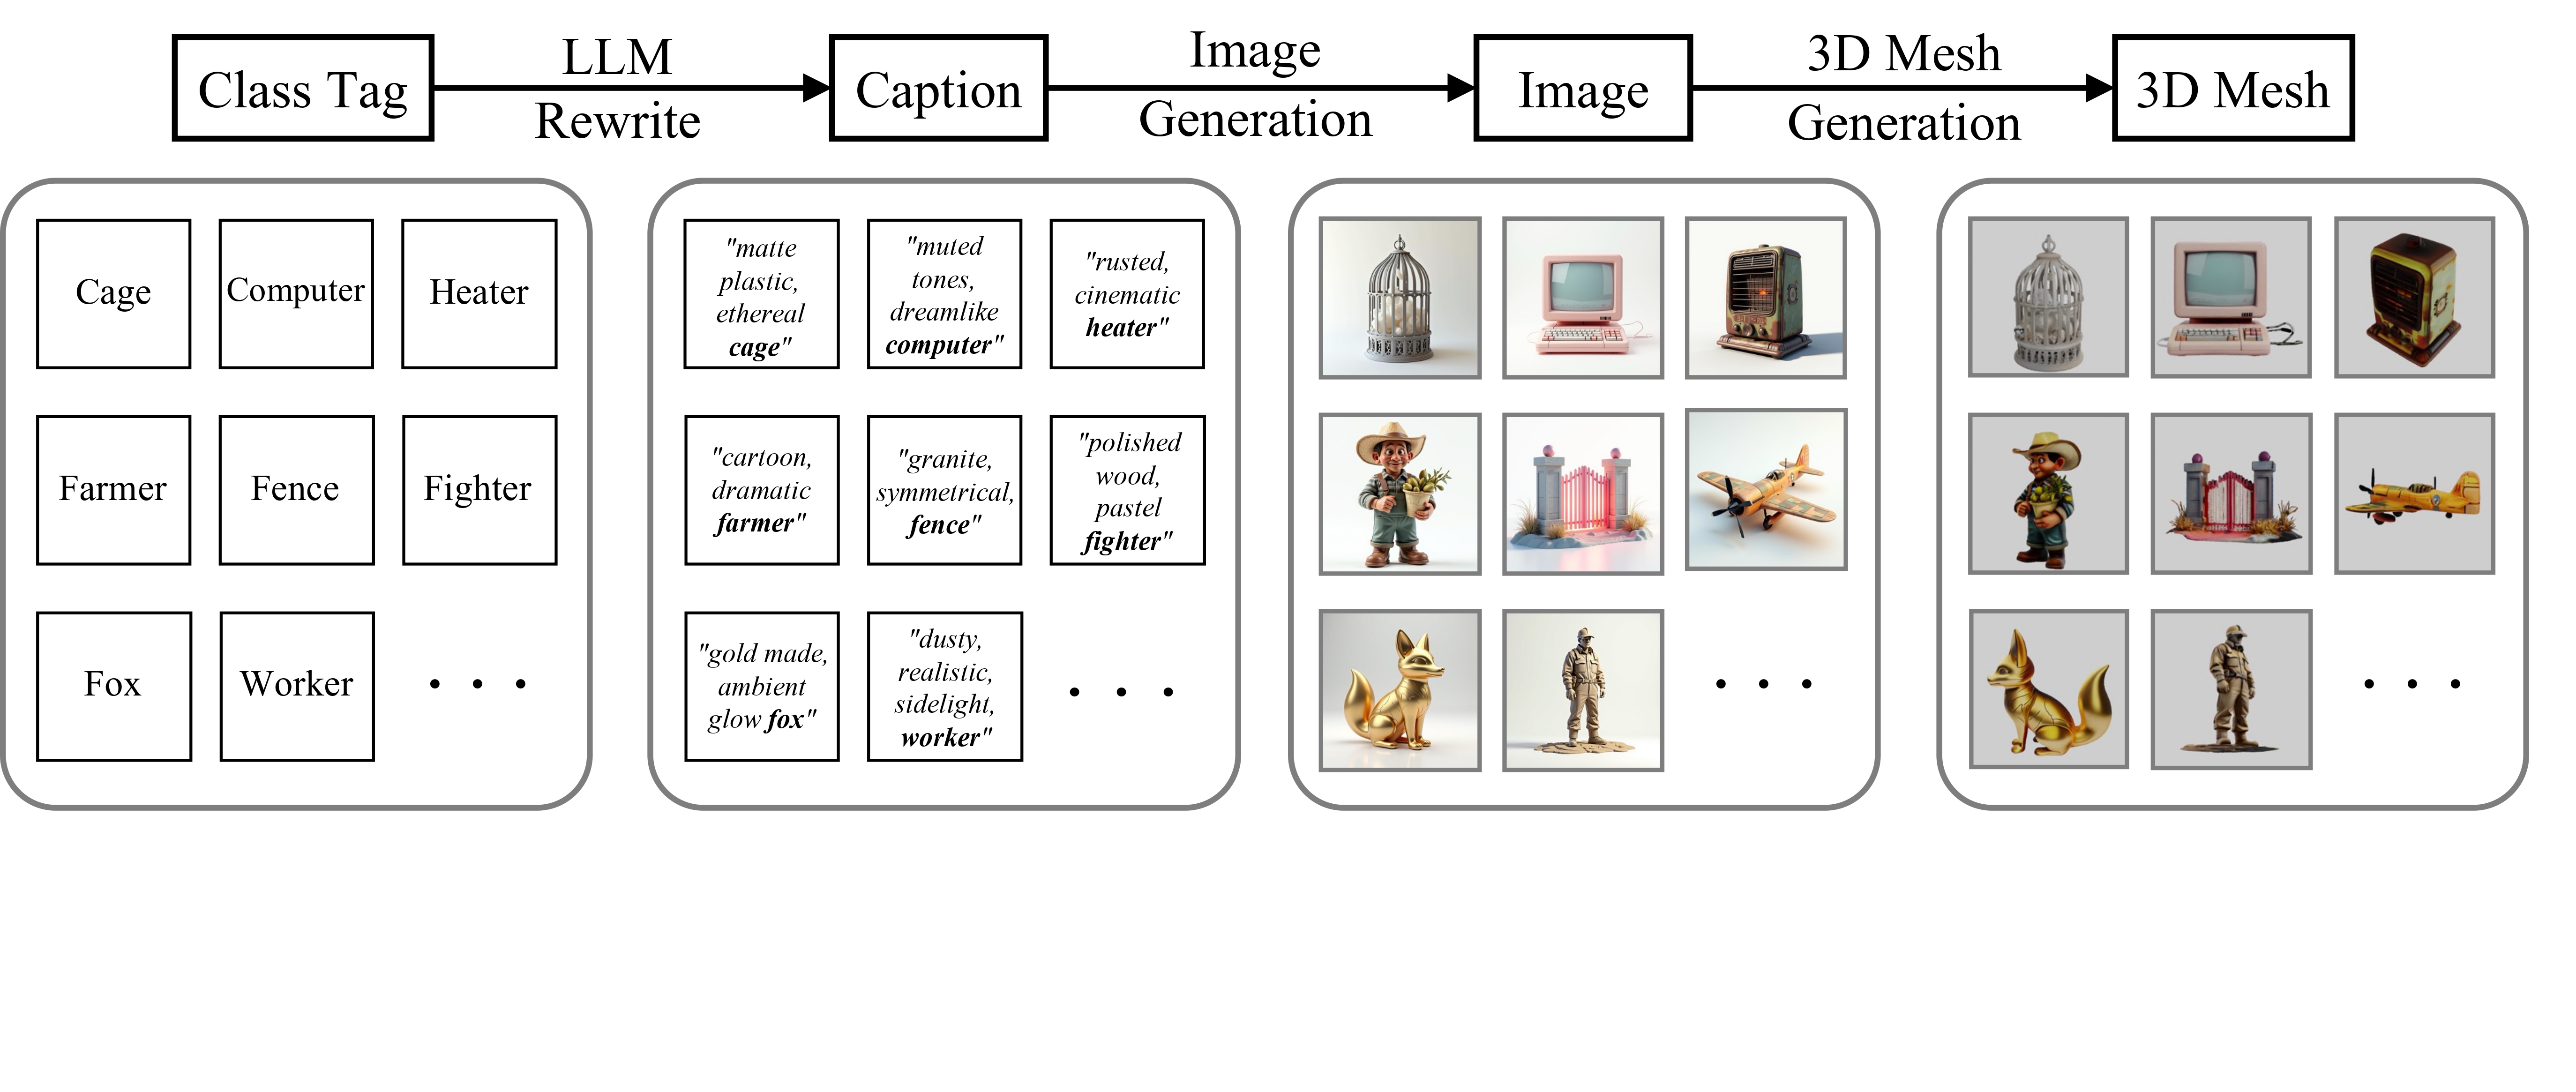 Class Tag
LLM
Rewrite
Caption
Image
Generation
Image
3D Mesh
Generation
3D Mesh
Cage
Computer
Heater
Farmer
Fence
Fighter
Fox
Worker
. . .
"matte
plastic,
ethereal
cage"
"muted
tones,
dreamlike
computer"
"rusted,
cinematic
heater"
"cartoon,
dramatic
farmer"
"granite,
symmetrical,
fence"
"polished
wood,
pastel
fighter"
"gold made,
ambient
glow fox"
"dusty,
realistic,
sidelight,
worker"
. . .
. . .
. . .